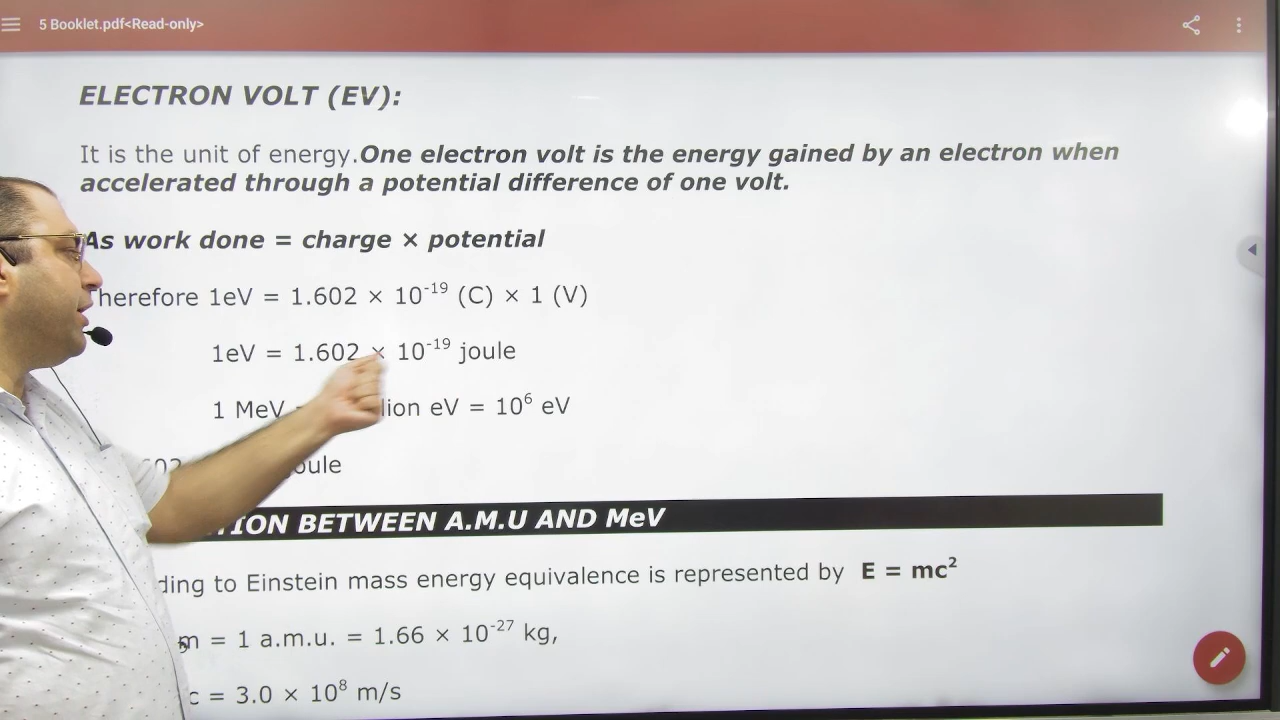 5 Booklet.pdf<Read-only>
ELECTRON VOLT (EV):
It is the unit of energy.One electron volt is the energy gained by an electron when
accelerated through a potential difference of one volt.
As work done = charge × potential
Therefore 1eV = 1.602 × 10⁻¹⁹ (C) × 1 (V)
1eV = 1.602 × 10⁻¹⁹ joule
1 MeV lion eV = 10⁶ eV
oule
TION BETWEEN A.M.U AND MeV
ding to Einstein mass energy equivalence is represented by E = mc²
m = 1 a.m.u. = 1.66 × 10⁻²⁷ kg,
c = 3.0 × 10⁸ m/s